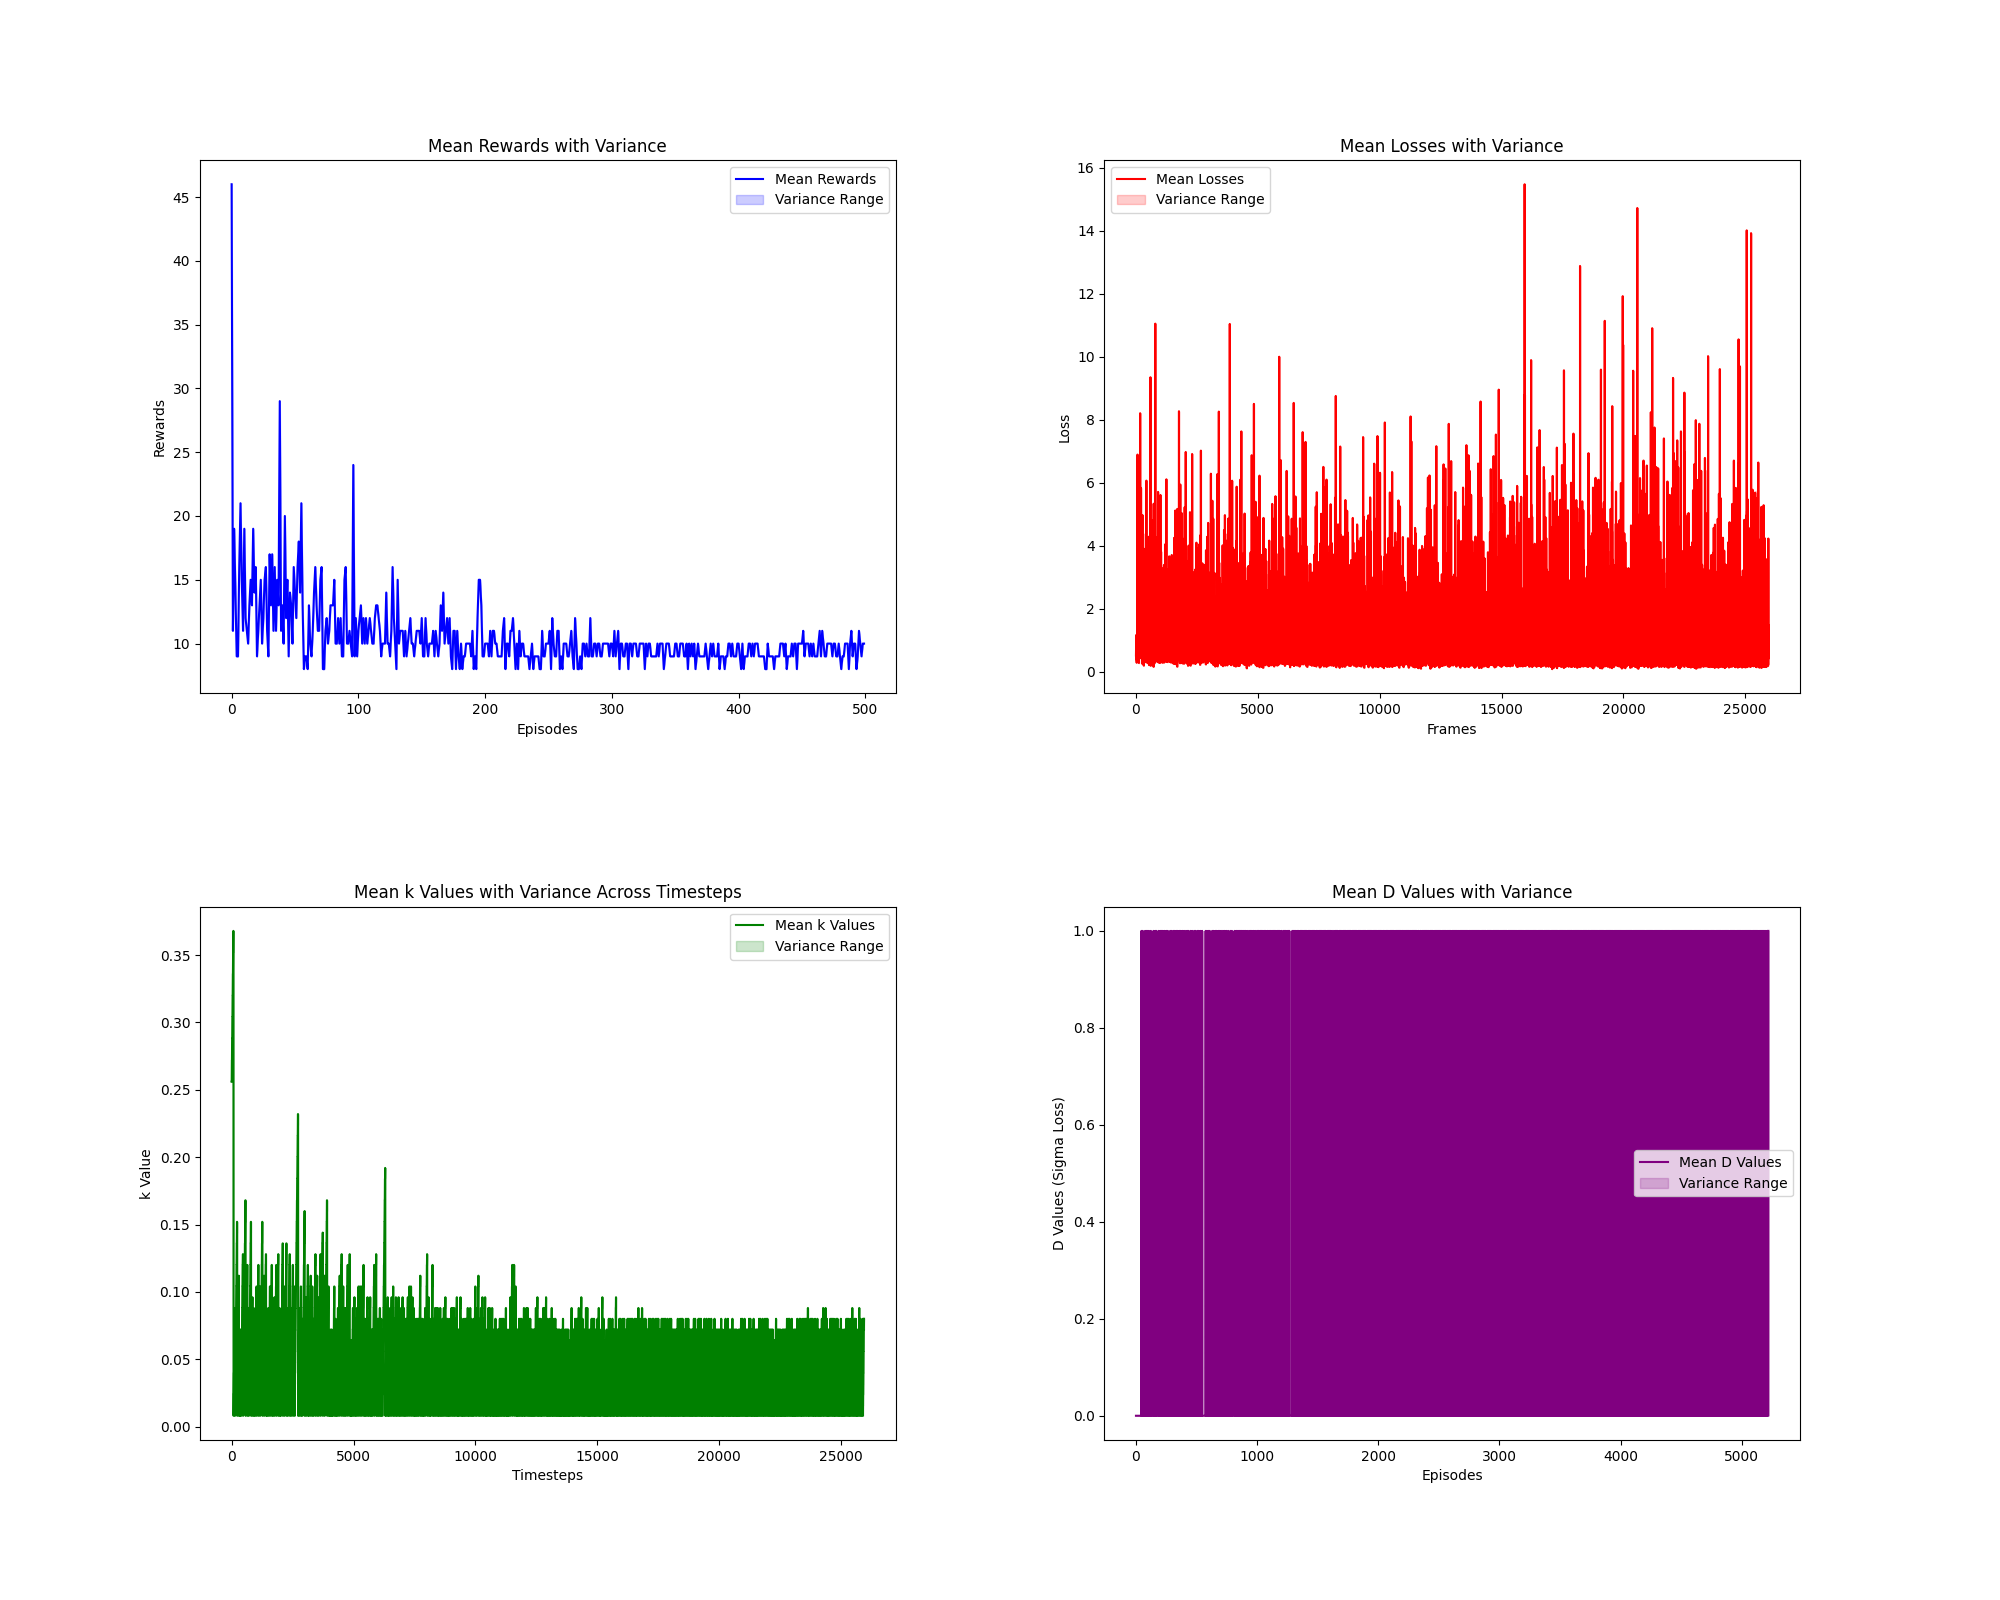 Mean Rewards with Variance
45
40
35
30
25
20
15
10
Rewards
Mean Rewards
Variance Range
0 100 200 300 400 500
Episodes
Mean Losses with Variance
16
14
12
10
8
6
4
2
0
Loss
Mean Losses
Variance Range
0 5000 10000 15000 20000 25000
Frames
Mean k Values with Variance Across Timesteps
0.35
0.30
0.25
0.20
0.15
0.10
0.05
0.00
k Value
Mean k Values
Variance Range
0 5000 10000 15000 20000 25000
Timesteps
Mean D Values with Variance
1.0
0.8
0.6
0.4
0.2
0.0
D Values (Sigma Loss)
Mean D Values
Variance Range
0 1000 2000 3000 4000 5000
Episodes